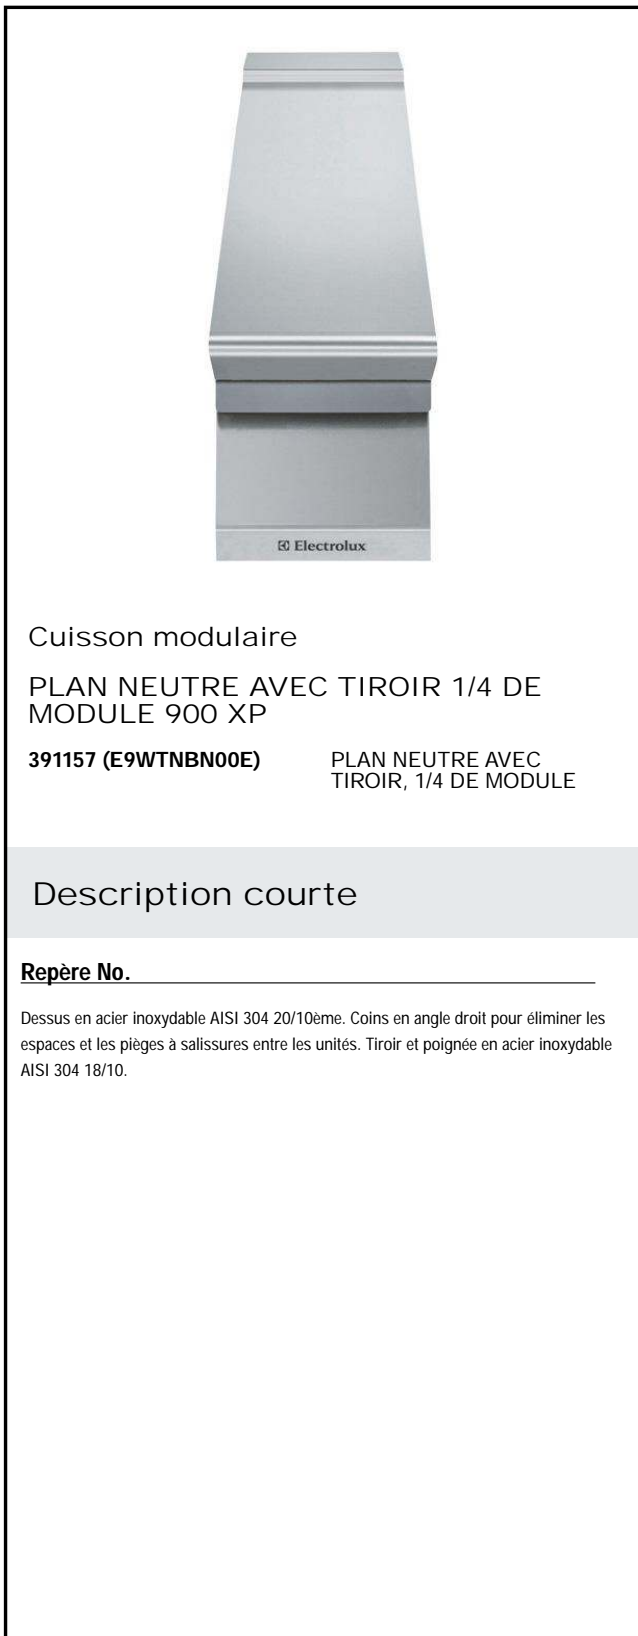 Electrolux
Cuisson modulaire
PLAN NEUTRE AVEC TIROIR 1/4 DE
MODULE 900 XP
391157 (E9WTNBN00E)
PLAN NEUTRE AVEC
TIROIR, 1/4 DE MODULE
Description courte
Repère No.
Dessus en acier inoxydable AISI 304 20/10ème. Coins en angle droit pour éliminer les
espaces et les pièges à salissures entre les unités. Tiroir et poignée en acier inoxydable
AISI 304 18/10.